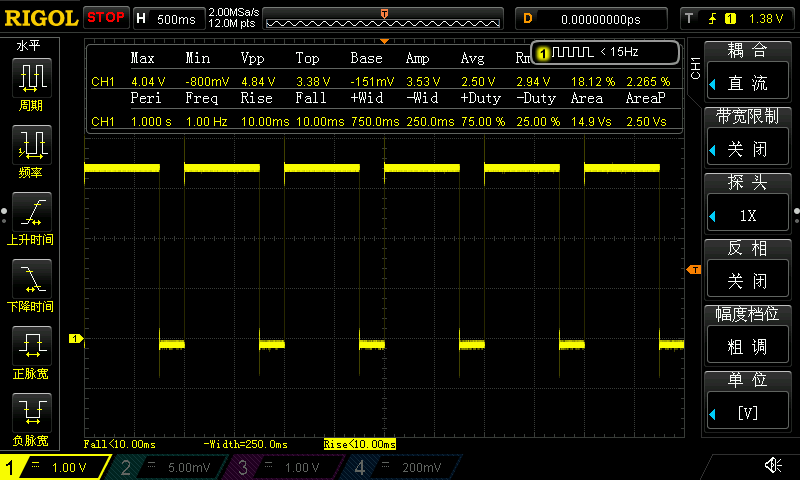 RIGOL STOP H 500ms 2.00MSa/s 12.0M pts T D 0.00000000ps T 1 1.38 V
水平
周期
频率
上升时间
下降时间
正脉宽
负脉宽
1 < 15Hz
Max Min Vpp Top Base Amp Avg
CH1 4.04 V -800mV 4.84 V 3.38 V -151mV 3.53 V 2.50 V 2.94 V 18.12 % 2.265 %
Peri Freq Rise Fall +Wid -Wid +Duty -Duty Area AreaP
CH1 1.000 s 1.00 Hz 10.00ms 10.00ms 750.0ms 250.0ms 75.00 % 25.00 % 14.9 Vs 2.50 Vs
T
1
Fall<10.00ms -Width=250.0ms Rise<10.00ms
CH1
耦合
直流
带宽限制
关闭
探头
1X
反相
关闭
幅度档位
粗调
单位
[V]
1 1.00 V 2 5.00mV 3 1.00 V 4 200mV